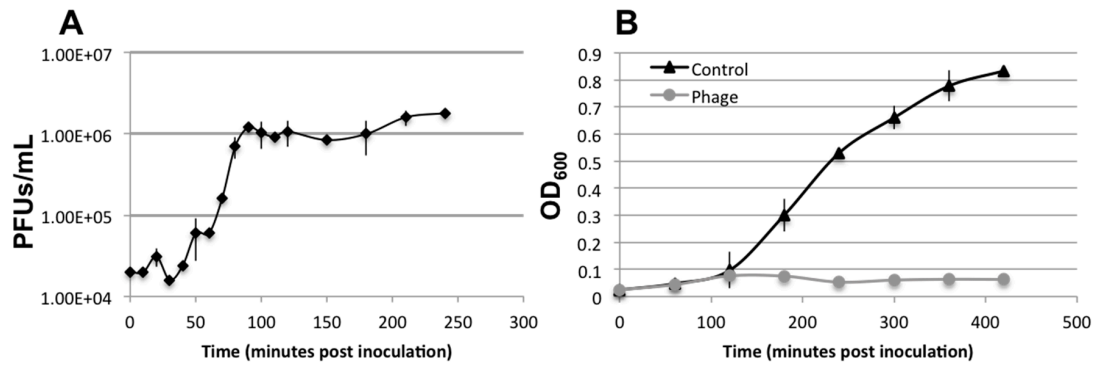 A
PFUs/mL
1.00E+07
1.00E+06
1.00E+05
1.00E+04
0 50 100 150 200 250 300
Time (minutes post inoculation)
B
OD600
0.9
0.8
0.7
0.6
0.5
0.4
0.3
0.2
0.1
0
Control
Phage
0 100 200 300 400 500
Time (minutes post inoculation)